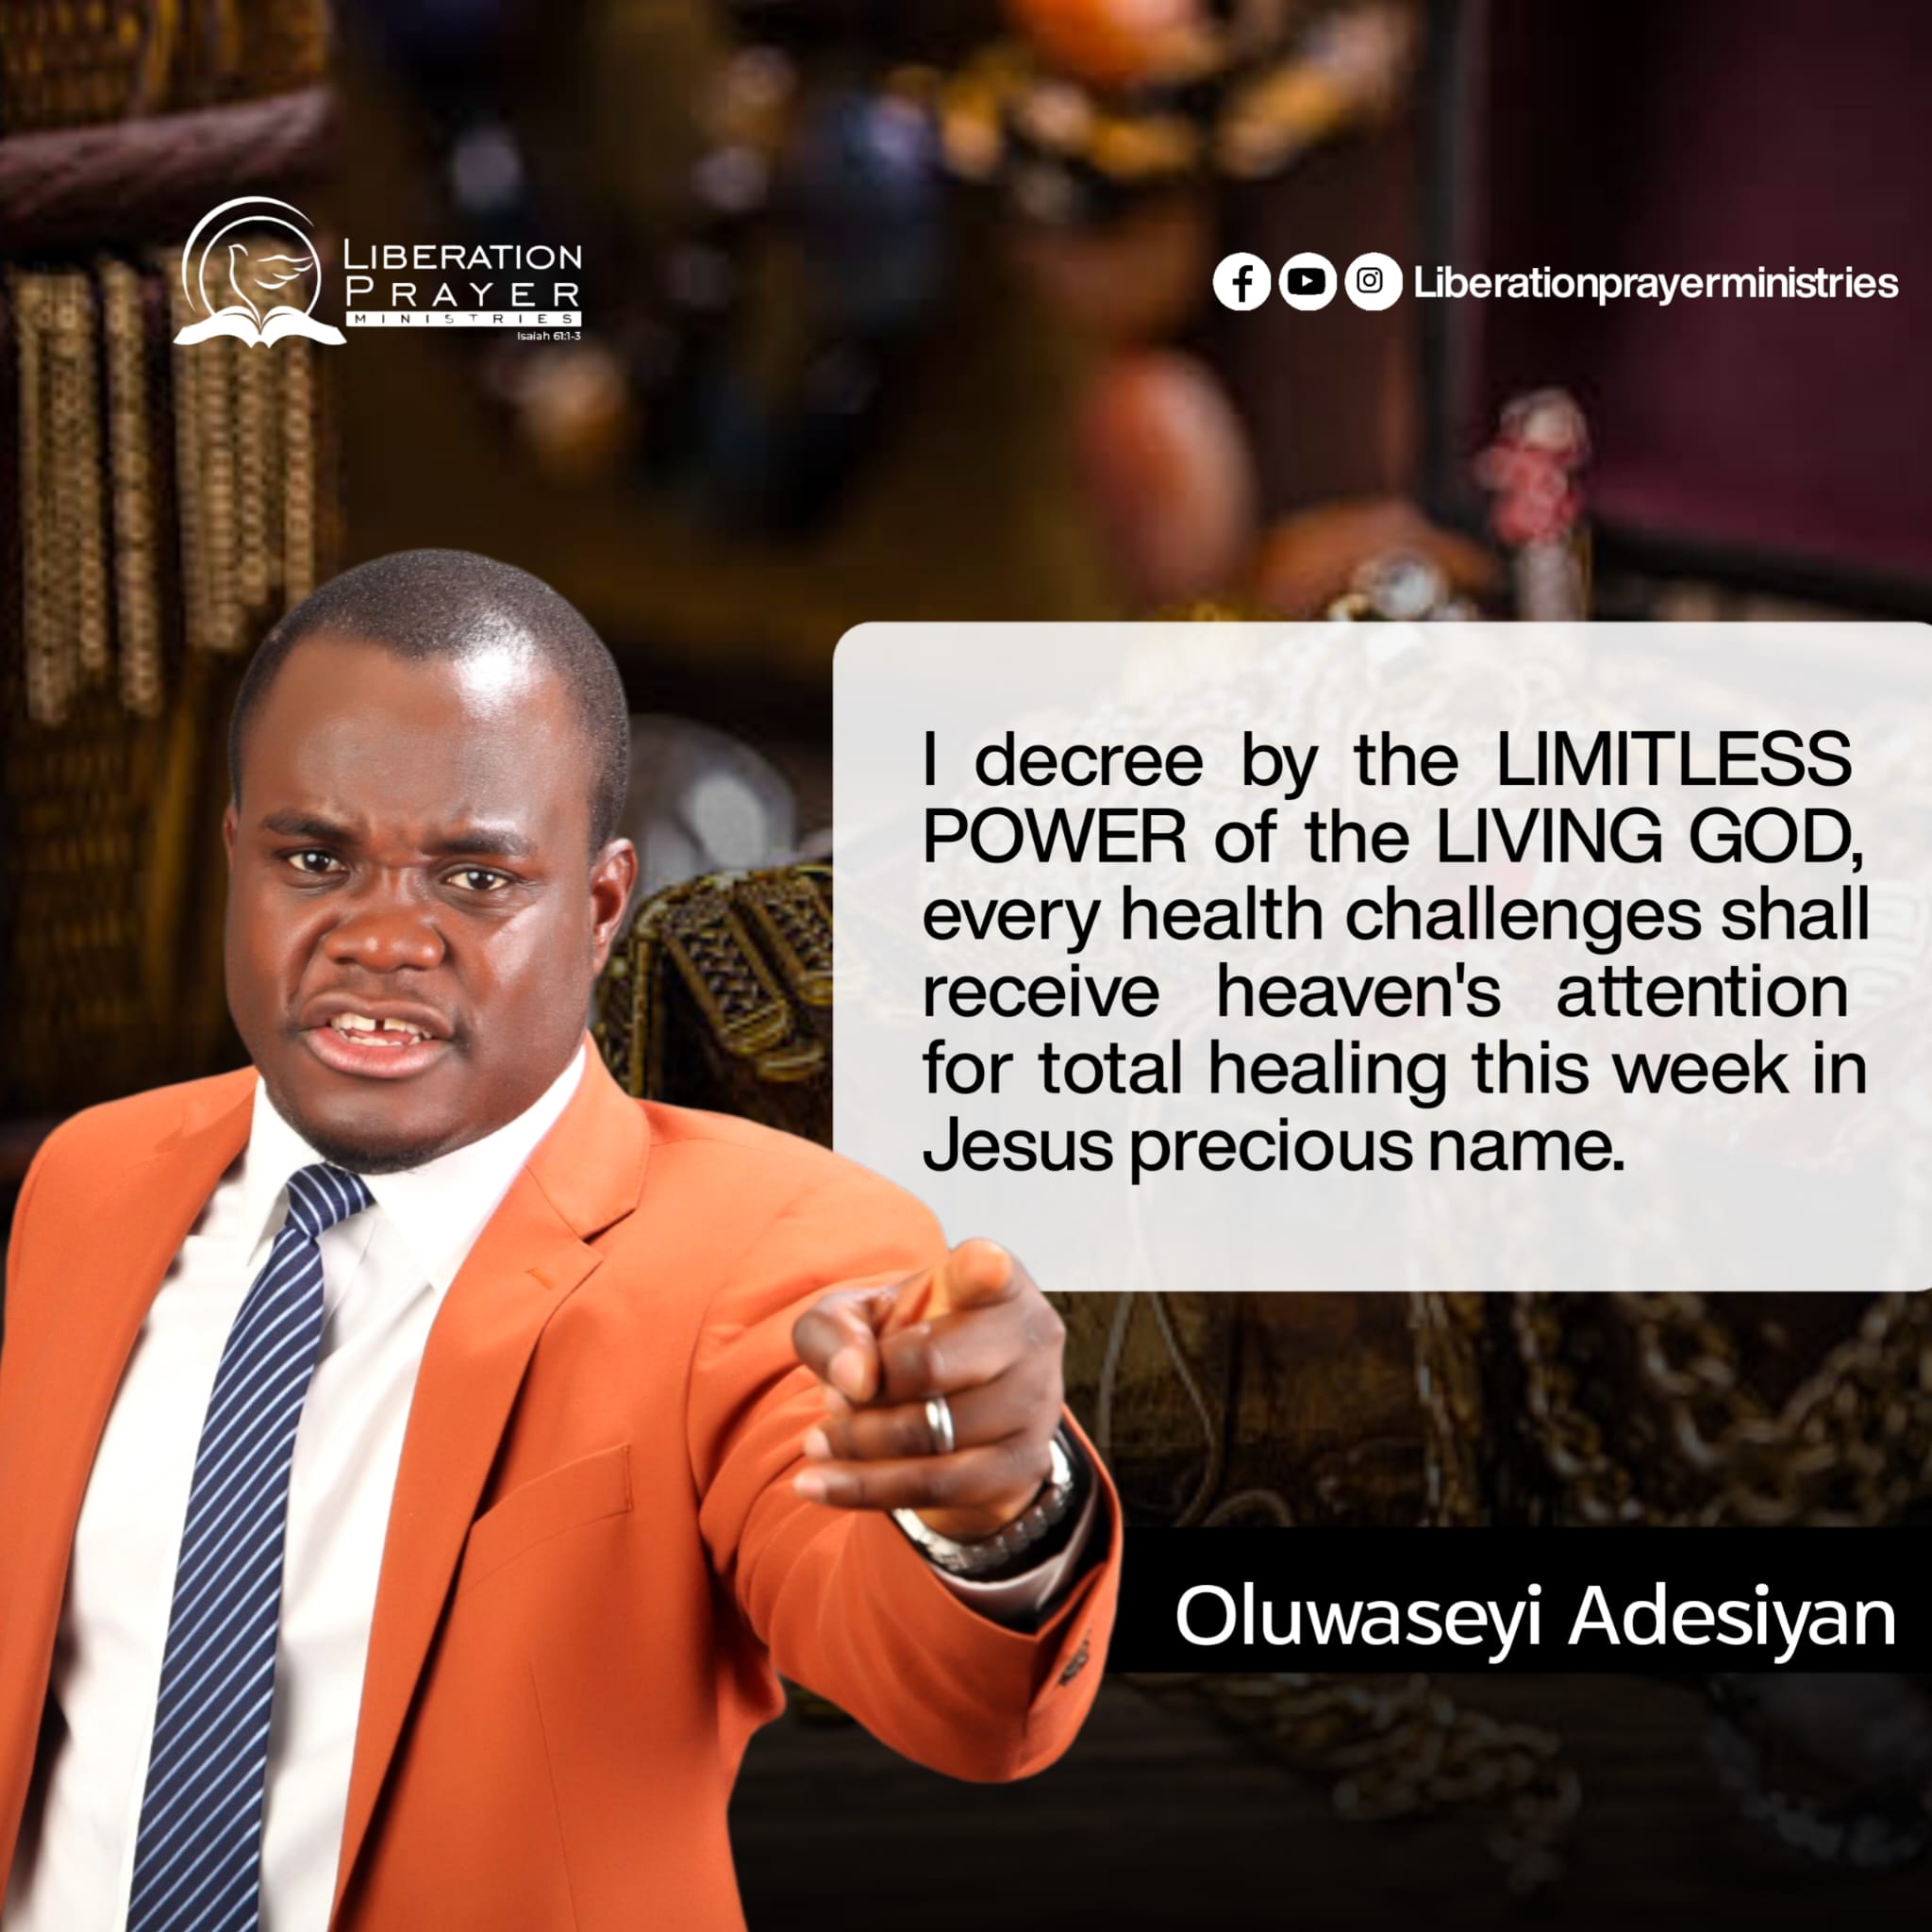 LIBERATION
PRAYER
MINISTRIES
Isaiah 61:1-3
Liberationprayerministries
I decree by the LIMITLESS
POWER of the LIVING GOD,
every health challenges shall
receive heaven's attention
for total healing this week in
Jesus precious name.
Oluwaseyi Adesiyan